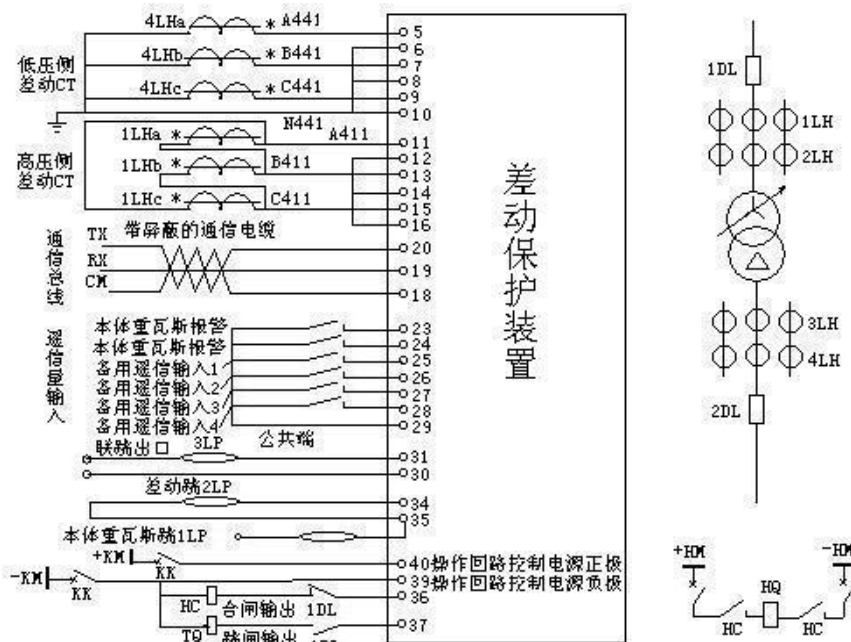 4LHa * A441 5
6
4LHb * B441 7
8
低压侧
差动CT
4LHc * C441 9
10
N441
1LHa * A411 11
12
高压侧
差动CT
1LHb * B411 13
14
1LHc * C411 15
16
通信总线
TX 带屏蔽的通信电缆 20
RX 19
CM 18
遥信量输入
本体重瓦斯报警 23
本体重瓦斯报警 24
备用遥信输入1 25
备用遥信输入2 26
备用遥信输入3 27
备用遥信输入4 28
29
公共端
联跳出口 3LP 31
30
差动跳2LP 34
35
本体重瓦斯跳1LP
+KM KK 40操作回路控制电源正极
-KM KK 39操作回路控制电源负极
HC 合闸输出 1DL 36
TQ 跳闸输出 37
差动保护装置
1DL
1LH
2LH
3LH
4LH
2DL
+HM -HM
HQ
HC HC